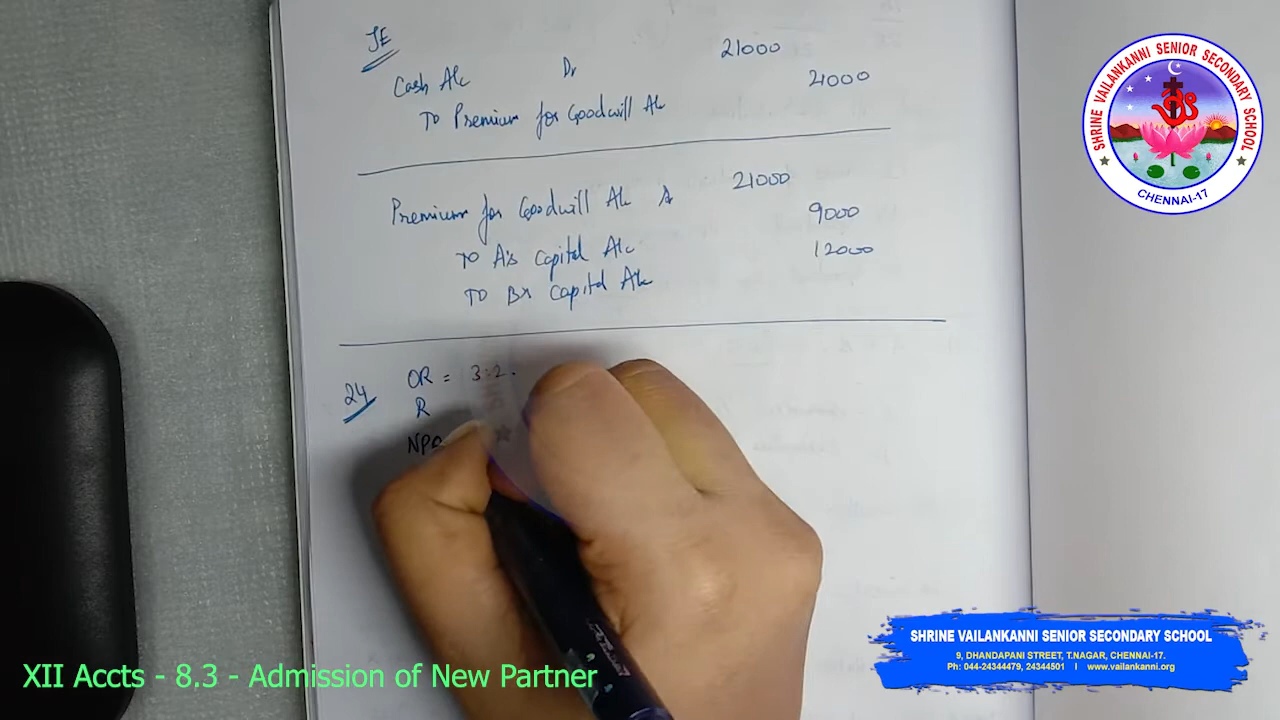 JE
Cash A/c Dr 21000
To Premium for Goodwill A/c 21000
Premium for Goodwill A/c Dr 21000
To A's Capital A/c 9000
To B's Capital A/c 12000
24 OR = 3:2.
R
SHRINE VAILANKANNI SENIOR SECONDARY SCHOOL
CHENNAI-17
SHRINE VAILANKANNI SENIOR SECONDARY SCHOOL
9, DHANDAPANI STREET, T.NAGAR, CHENNAI-17.
Ph: 044-24344479, 24344501 I www.vailankanni.org
XII Accts - 8.3 - Admission of New Partner